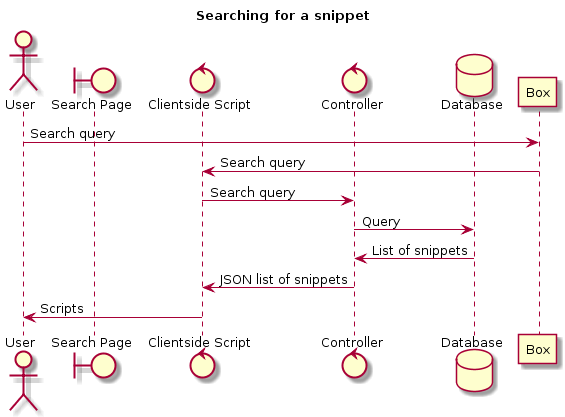 Searching for a snippet
User
Search Page
Clientside Script
Controller
Database
Box
Search query
Search query
Search query
Query
List of snippets
JSON list of snippets
Scripts
User
Search Page
Clientside Script
Controller
Database
Box